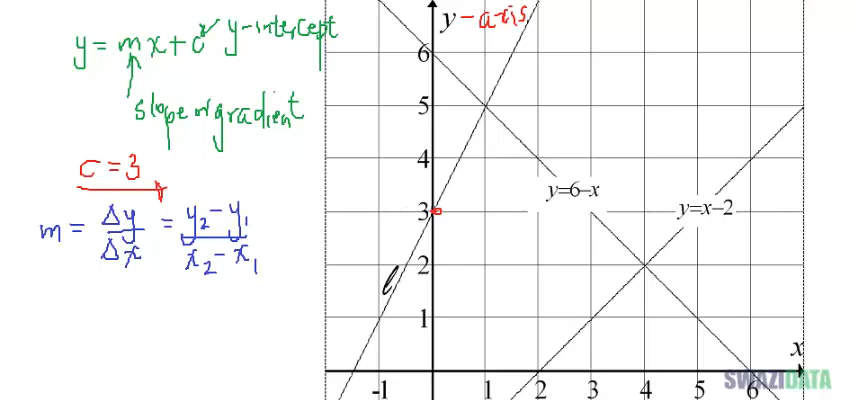 y = mx + c y-intercept
slope or gradient
c = 3
m = Δy/Δx = y₂ − y₁/x₂ − x₁
y - axis
6
5
4
3
2
1
y=6–x
y=x–2
l
x
-1 1 2 3 4 5 6
SWAZIDATA